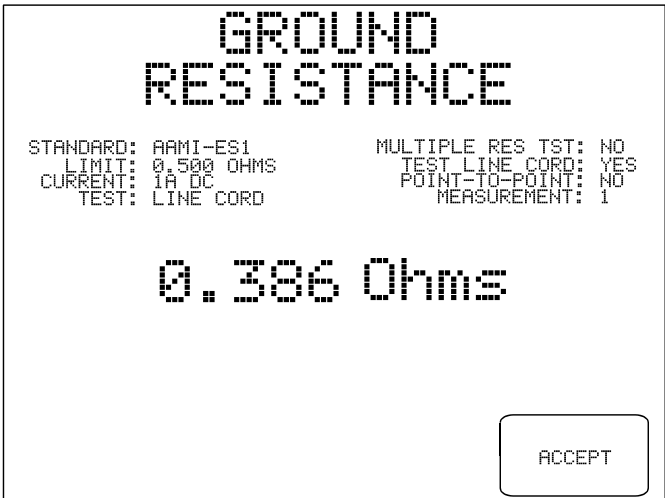 GROUND
RESISTANCE
STANDARD: AAMI-ES1
LIMIT: 0.500 OHMS
CURRENT: 1A DC
TEST: LINE CORD
MULTIPLE RES TST: NO
TEST LINE CORD: YES
POINT-TO-POINT: NO
MEASUREMENT: 1
0.386 Ohms
ACCEPT